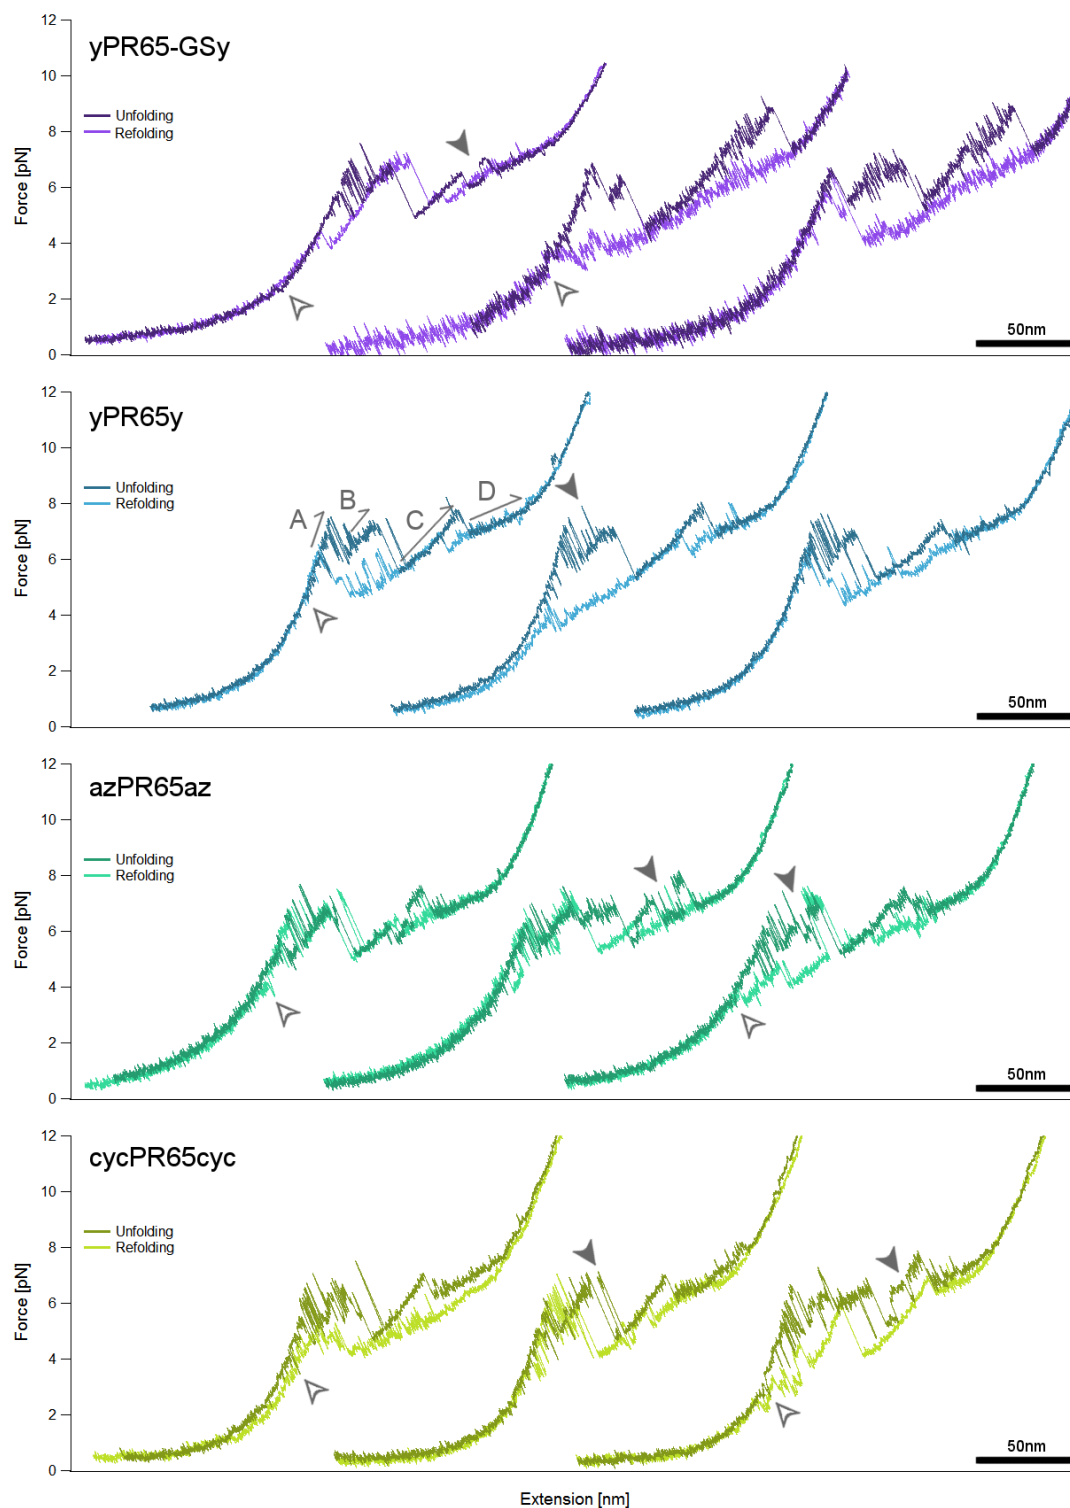 12
yPR65-GSy
10
Unfolding
Refolding
8
6
Force [pN]
4
2
50nm
0
12
yPR65y
10
Unfolding
Refolding
8
A B C D
6
Force [pN]
4
2
50nm
0
12
azPR65az
10
Unfolding
Refolding
8
6
Force [pN]
4
2
50nm
0
12
cycPR65cyc
10
Unfolding
Refolding
8
6
Force [pN]
4
2
50nm
0
Extension [nm]